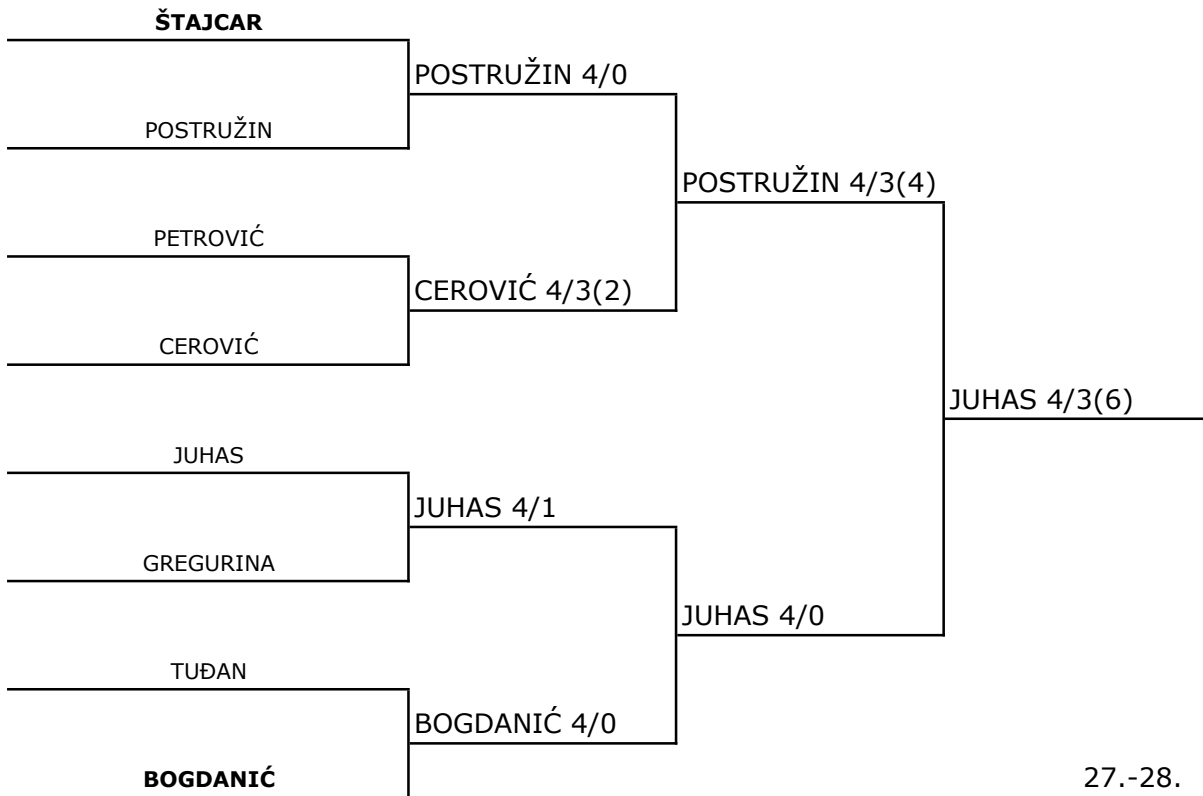 ŠTAJCAR
POSTRUŽIN 4/0
POSTRUŽIN
POSTRUŽIN 4/3(4)
PETROVIĆ
CEROVIĆ 4/3(2)
CEROVIĆ
JUHAS 4/3(6)
JUHAS
JUHAS 4/1
GREGURINA
JUHAS 4/0
TUĐAN
BOGDANIĆ 4/0
BOGDANIĆ
27.-28.